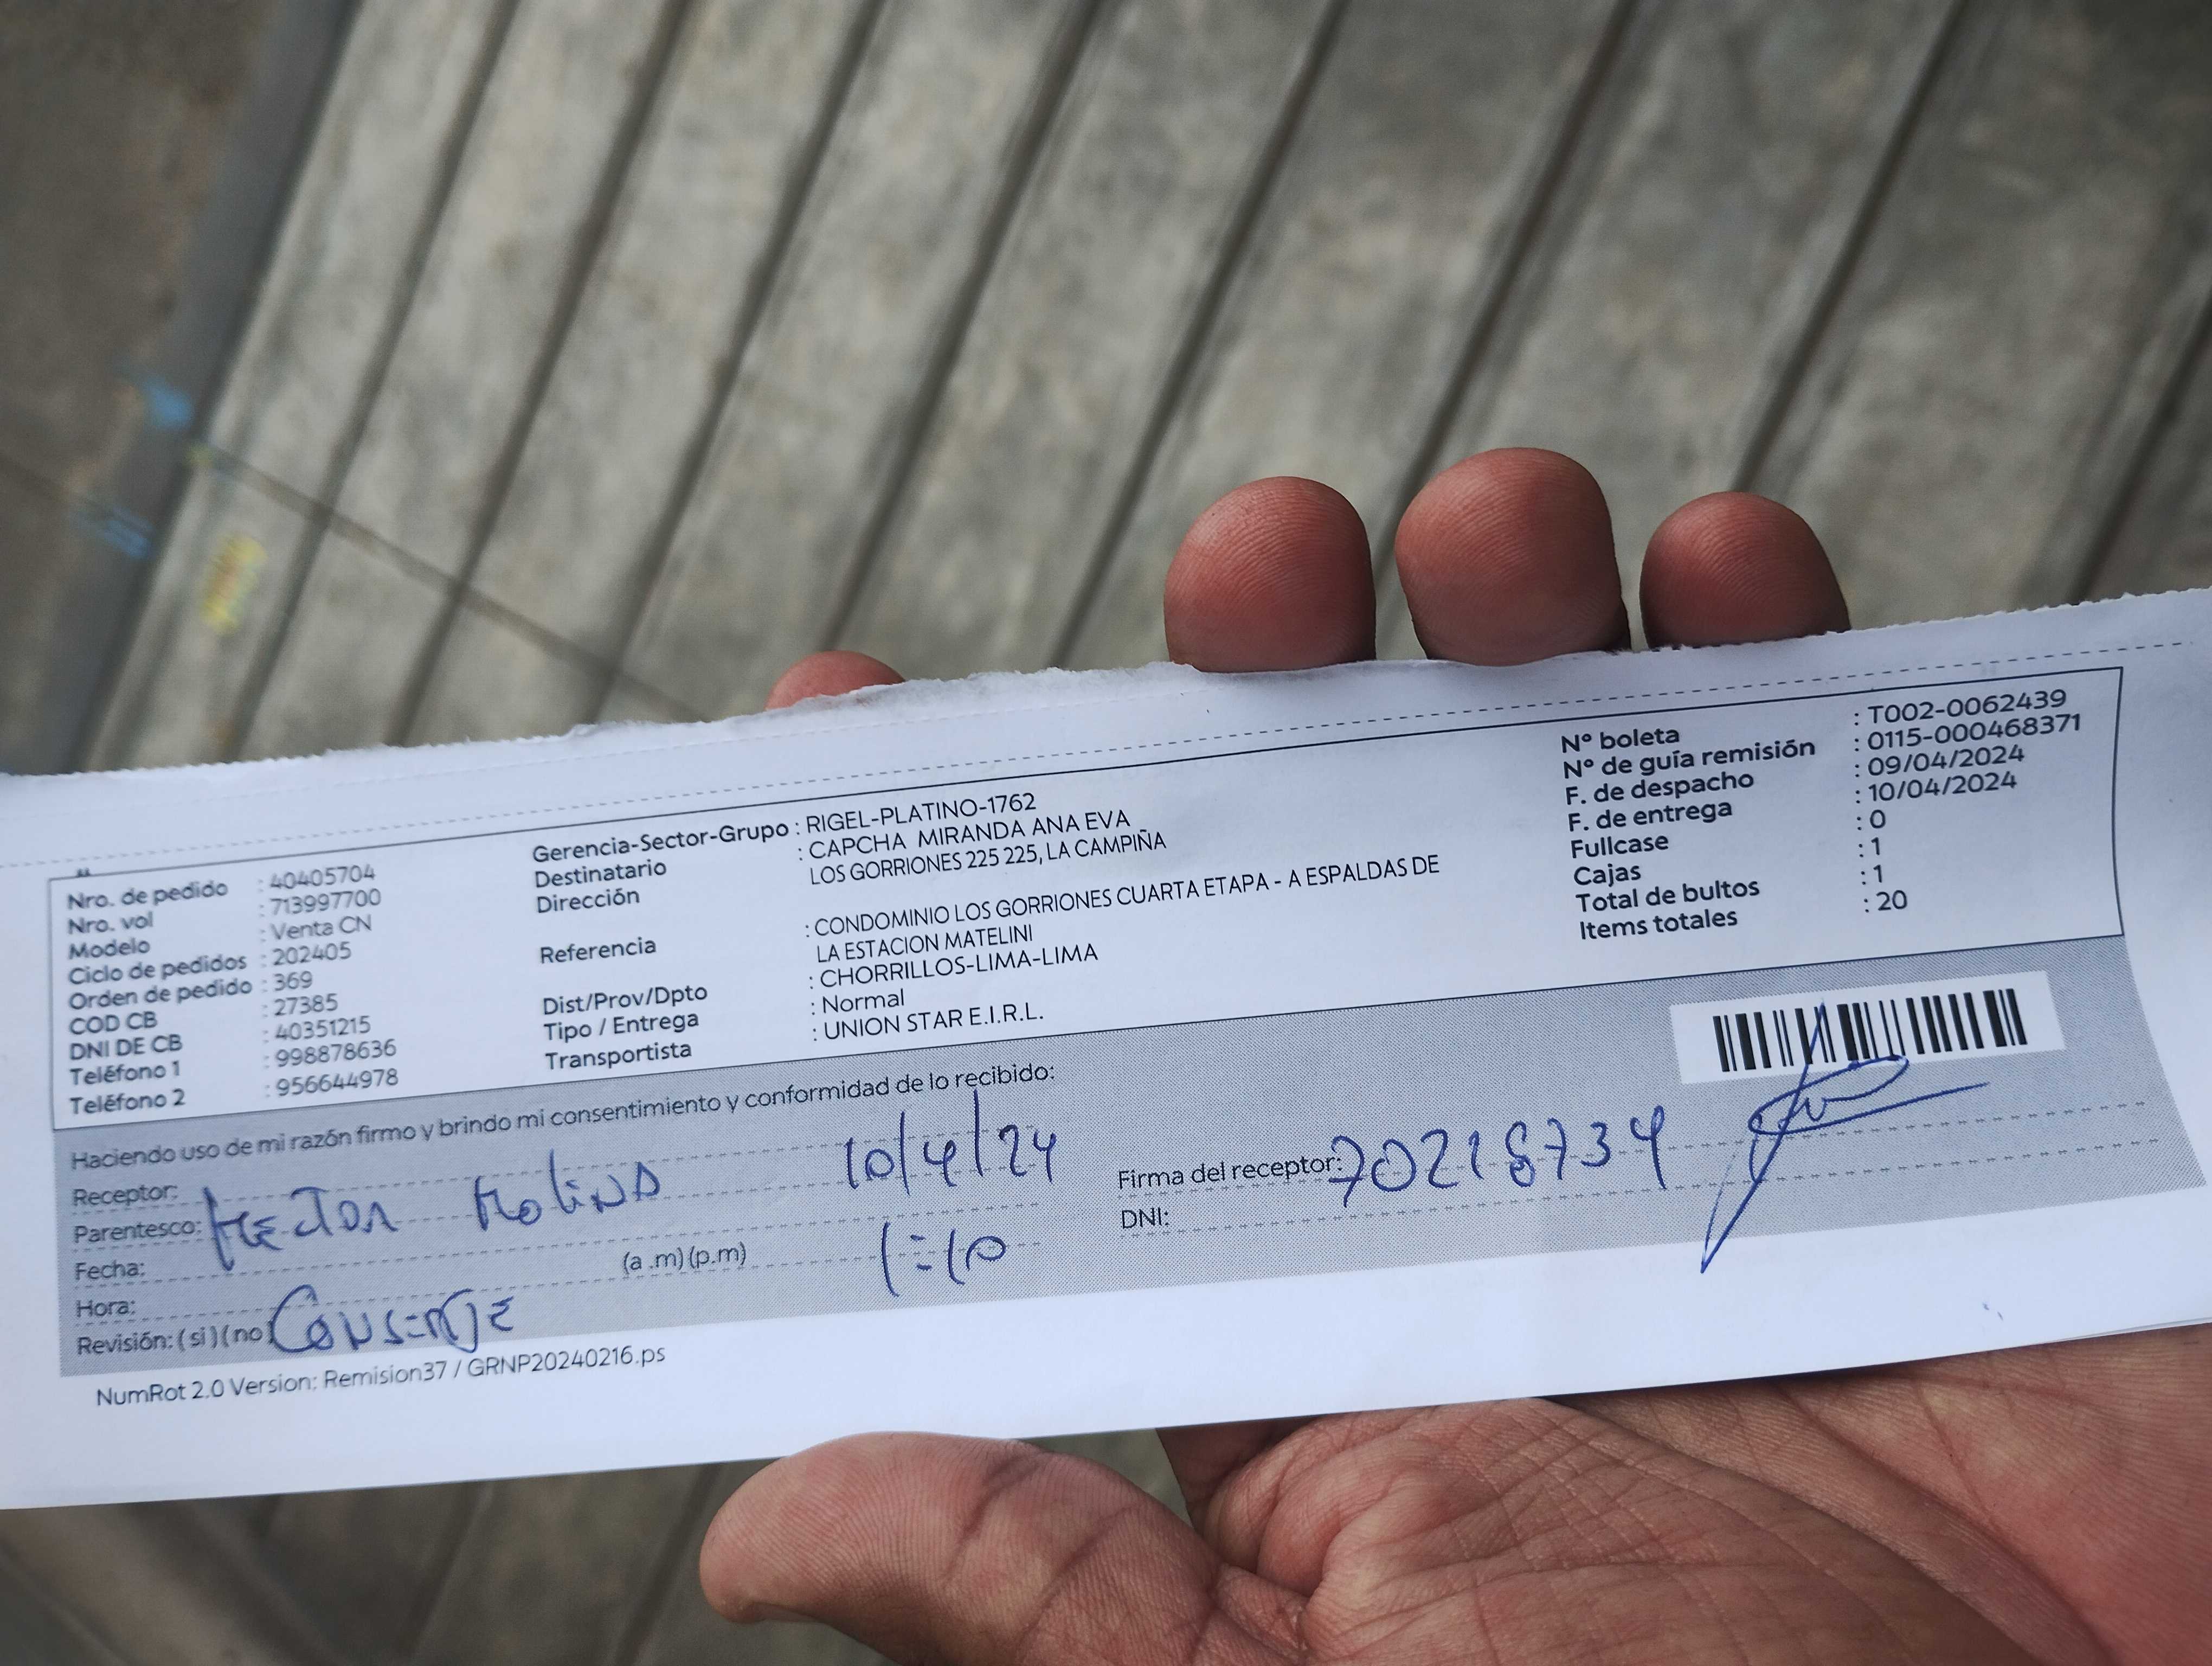 Nro. de pedido : 40405704
Nro. vol : 713997700
Modelo : Venta CN
Ciclo de pedidos : 202405
Orden de pedido : 369
COD CB : 27385
DNI DE CB : 40351215
Teléfono 1 : 998878636
Teléfono 2 : 956644978
Gerencia-Sector-Grupo : RIGEL-PLATINO-1762
Destinatario : CAPCHA MIRANDA ANA EVA
Dirección LOS GORRIONES 225 225, LA CAMPIÑA
Referencia : CONDOMINIO LOS GORRIONES CUARTA ETAPA - A ESPALDAS DE
LA ESTACION MATELINI
Dist/Prov/Dpto : CHORRILLOS-LIMA-LIMA
Tipo / Entrega : Normal
Transportista : UNION STAR E.I.R.L.
Nº boleta : T002-0062439
Nº de guía remisión : 0115-000468371
F. de despacho : 09/04/2024
F. de entrega : 10/04/2024
Fullcase : 0
Cajas : 1
Total de bultos : 1
Items totales : 20
Haciendo uso de mi razón firmo y brindo mi consentimiento y conformidad de lo recibido:
Receptor:
Parentesco: Hector Molina 10/4/24
Fecha:
Hora: (a .m) (p.m) 1:10
Revisión: ( si ) ( no ) Conserje
Firma del receptor: 70218734
DNI:
NumRot 2.0 Version: Remision37 / GRNP20240216.ps